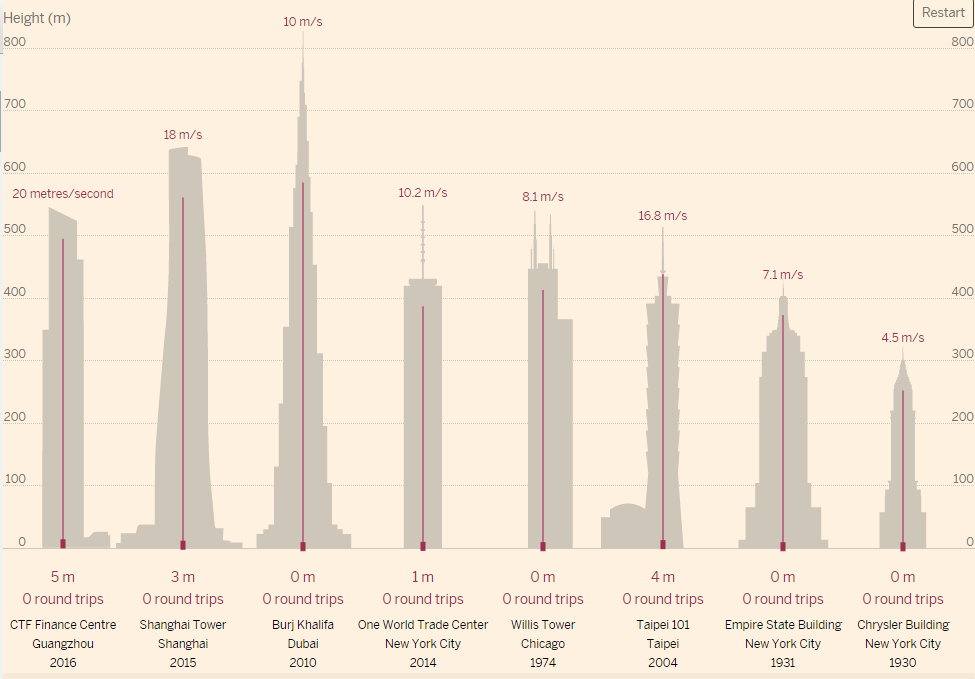 Height (m)
Restart
10 m/s
800 800
700 700
18 m/s
600 600
20 metres/second
10.2 m/s
8.1 m/s
16.8 m/s
500 500
7.1 m/s
400 400
4.5 m/s
300 300
200 200
100 100
0 0
5 m 3 m 0 m 1 m 0 m 4 m 0 m 0 m
0 round trips 0 round trips 0 round trips 0 round trips 0 round trips 0 round trips 0 round trips 0 round trips
CTF Finance Centre Shanghai Tower Burj Khalifa One World Trade Center Willis Tower Taipei 101 Empire State Building Chrysler Building
Guangzhou Shanghai Dubai New York City Chicago Taipei New York City New York City
2016 2015 2010 2014 1974 2004 1931 1930